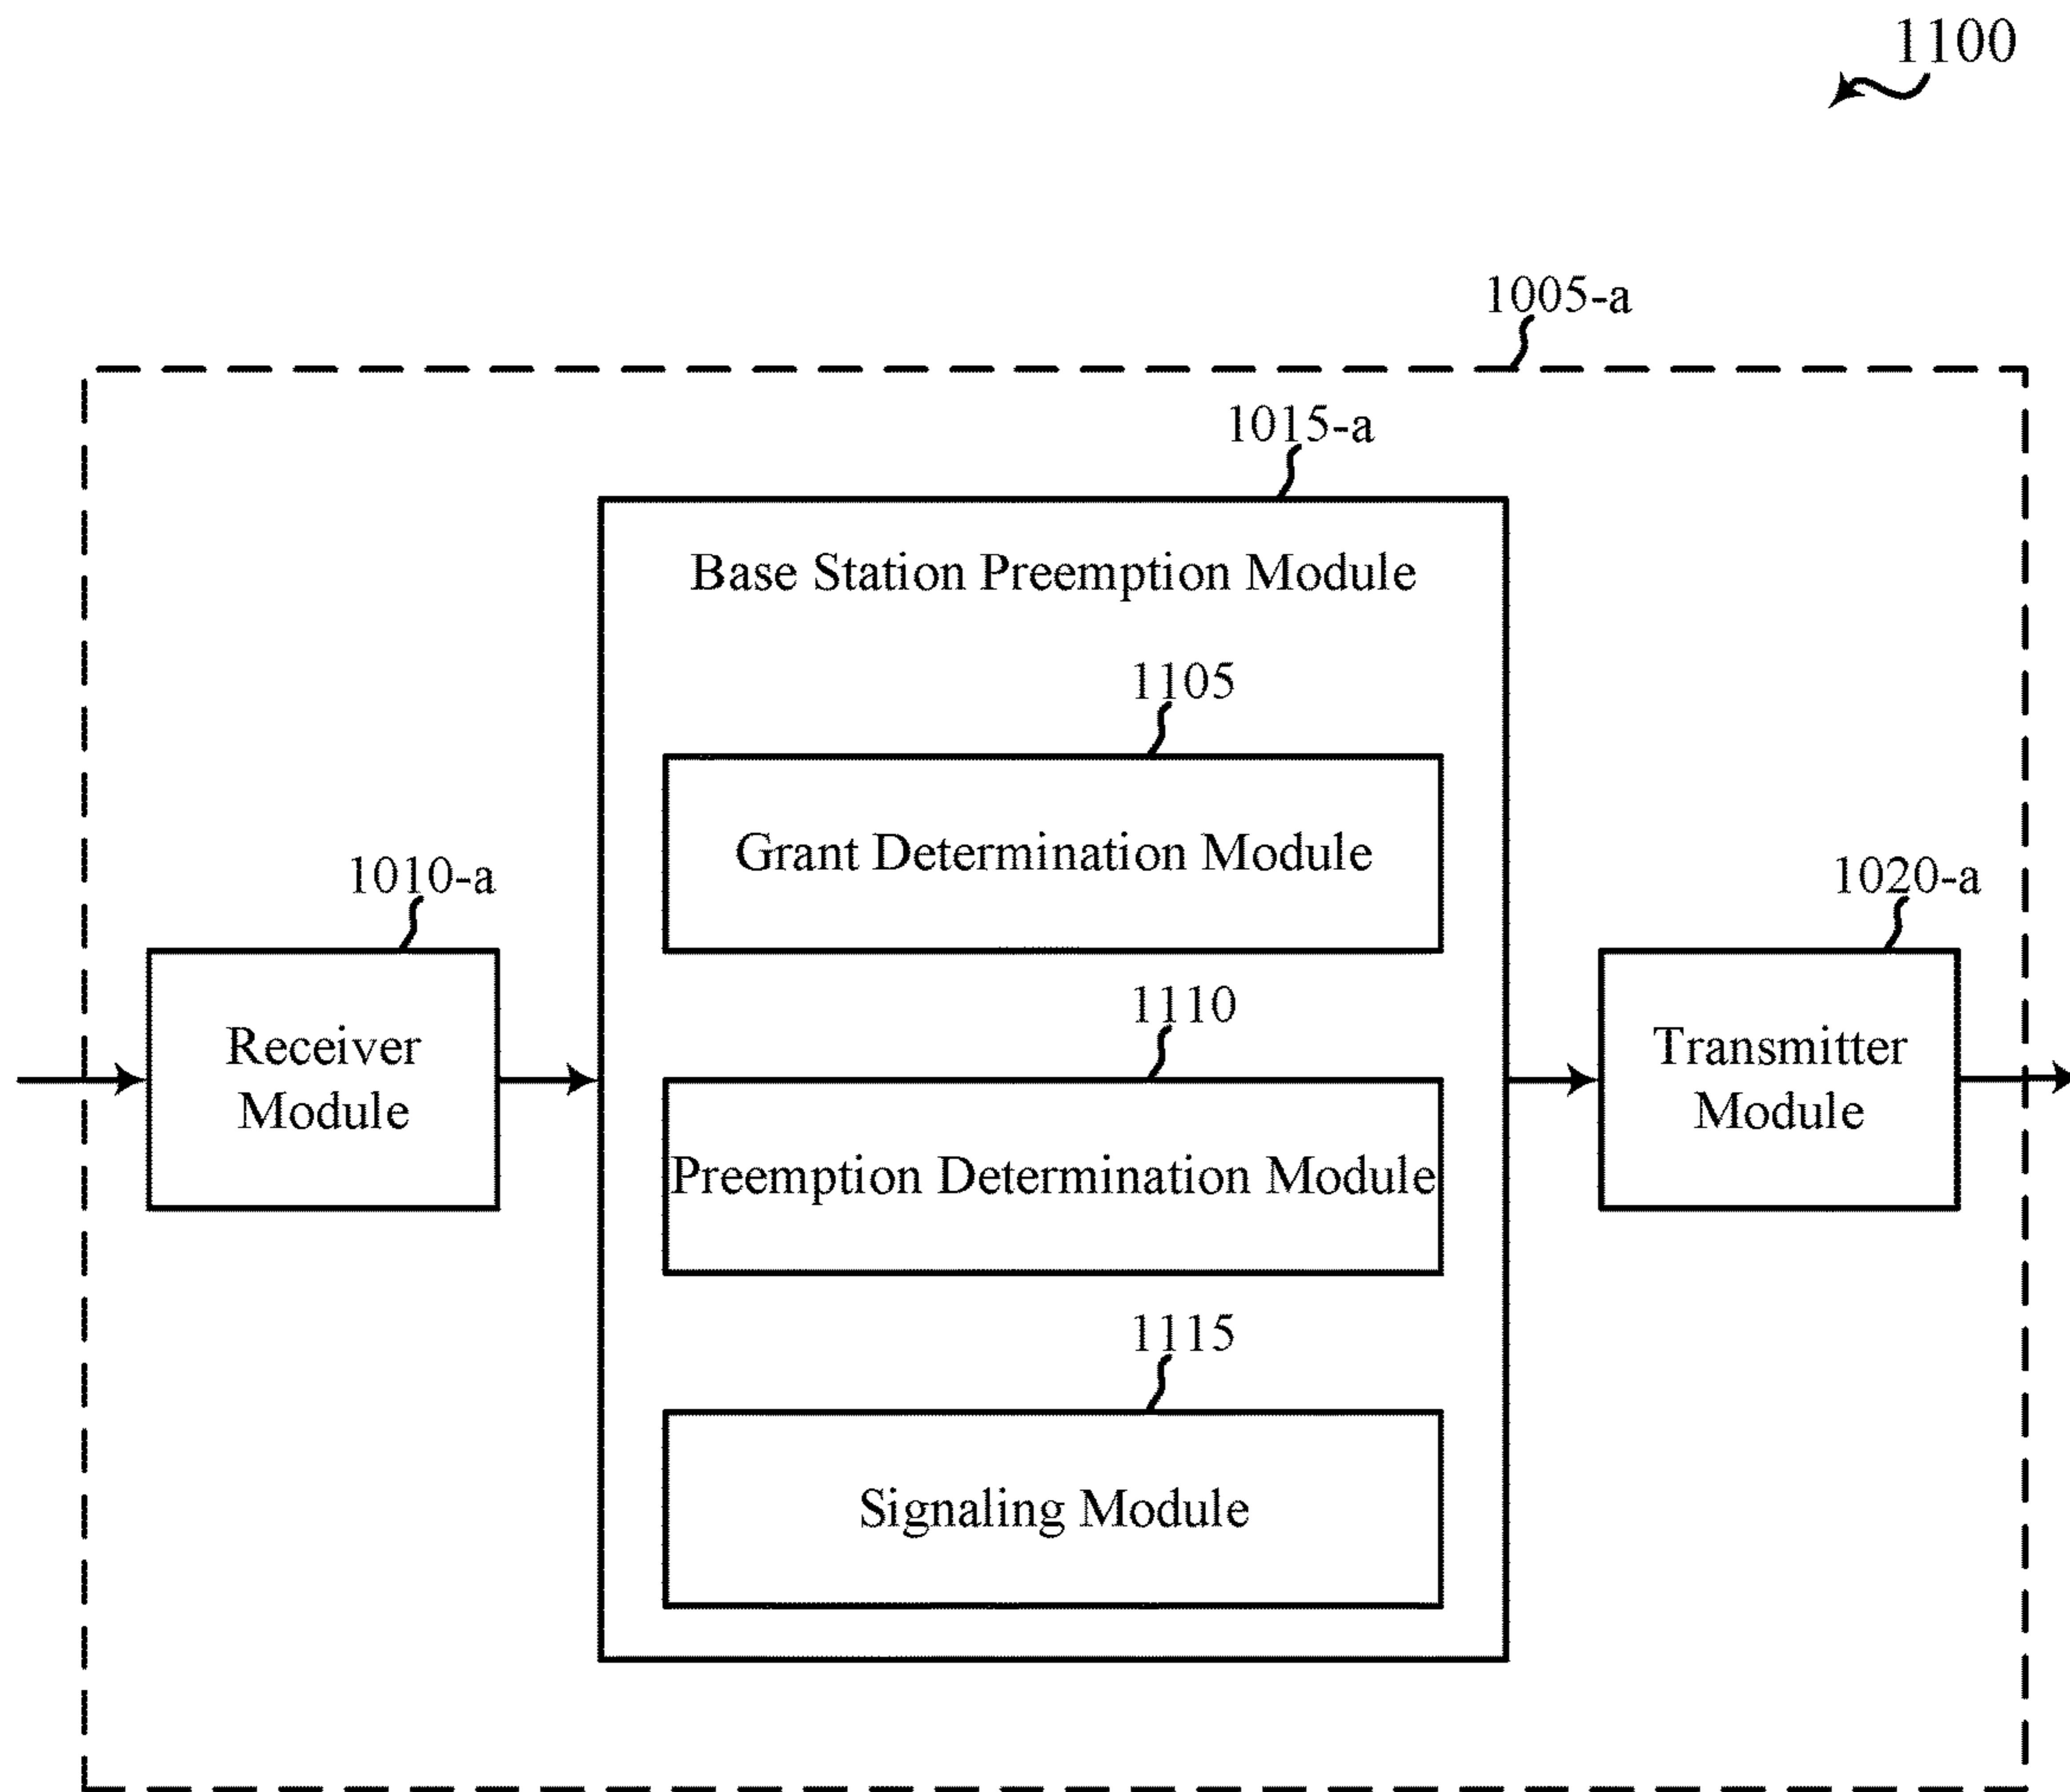 1100
1005-a
1015-a
Base Station Preemption Module
1105
Grant Determination Module
1010-a
Receiver
Module
1110
Preemption Determination Module
1020-a
Transmitter
Module
1115
Signaling Module